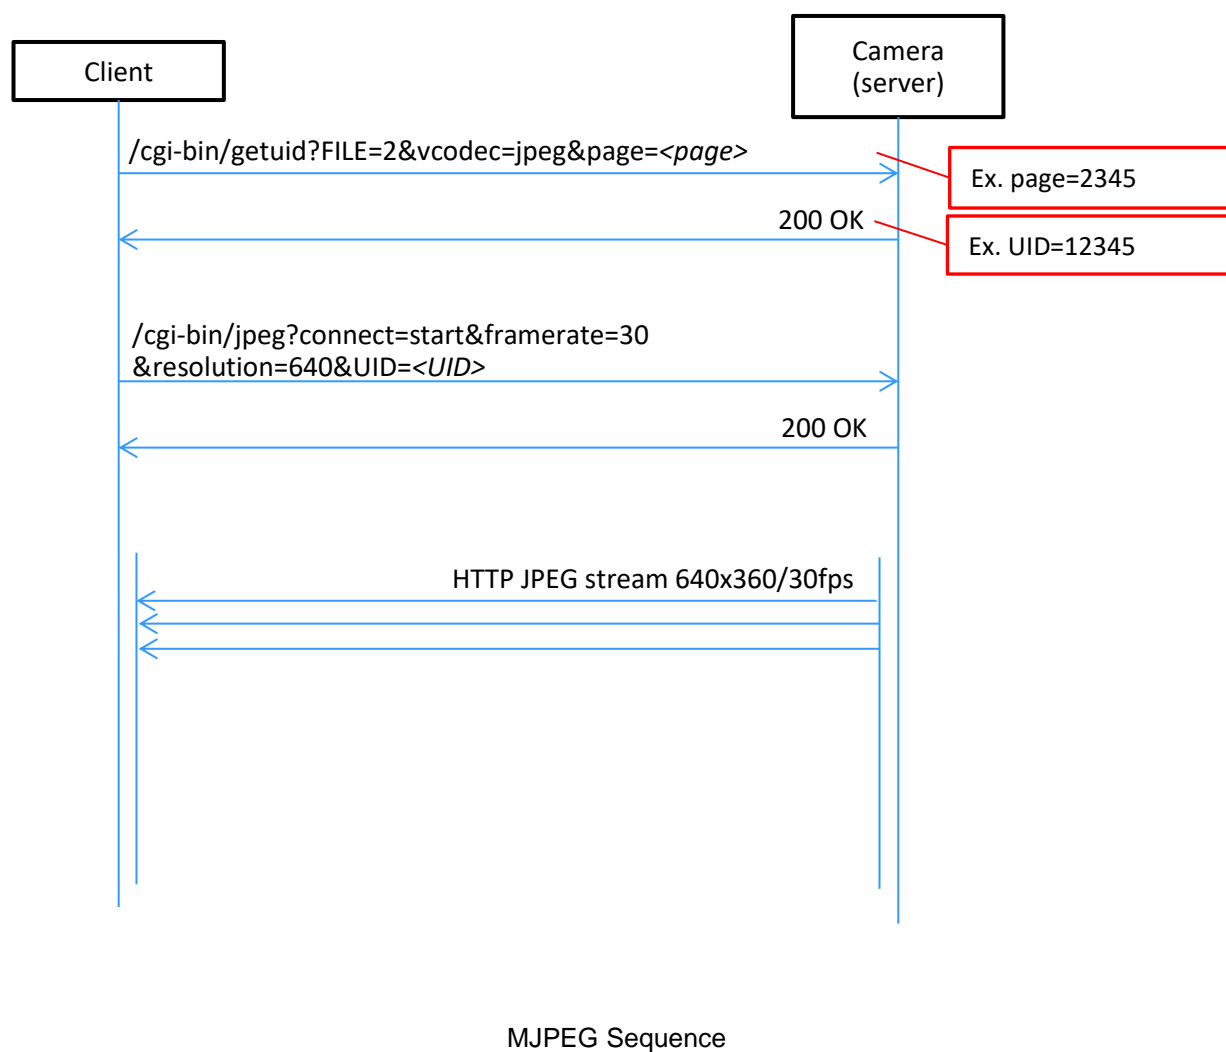 Client
Camera
(server)
/cgi-bin/getuid?FILE=2&vcodec=jpeg&page=<page>
Ex. page=2345
200 OK
Ex. UID=12345
/cgi-bin/jpeg?connect=start&framerate=30
&resolution=640&UID=<UID>
200 OK
HTTP JPEG stream 640x360/30fps
MJPEG Sequence